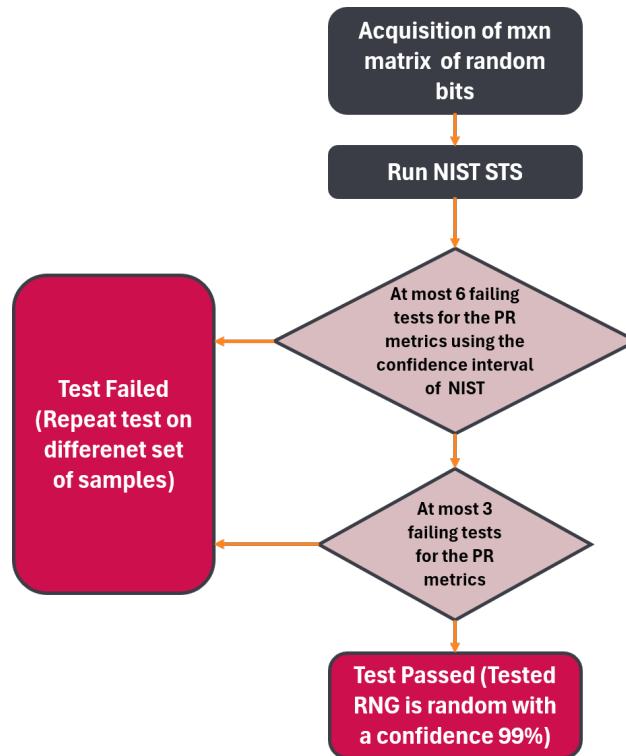 Acquisition of mxn
matrix of random
bits
Run NIST STS
At most 6 failing
tests for the PR
metrics using the
confidence interval
of NIST
Test Failed
(Repeat test on
differenet set
of samples)
At most 3
failing tests
for the PR
metrics
Test Passed (Tested
RNG is random with
a confidence 99%)